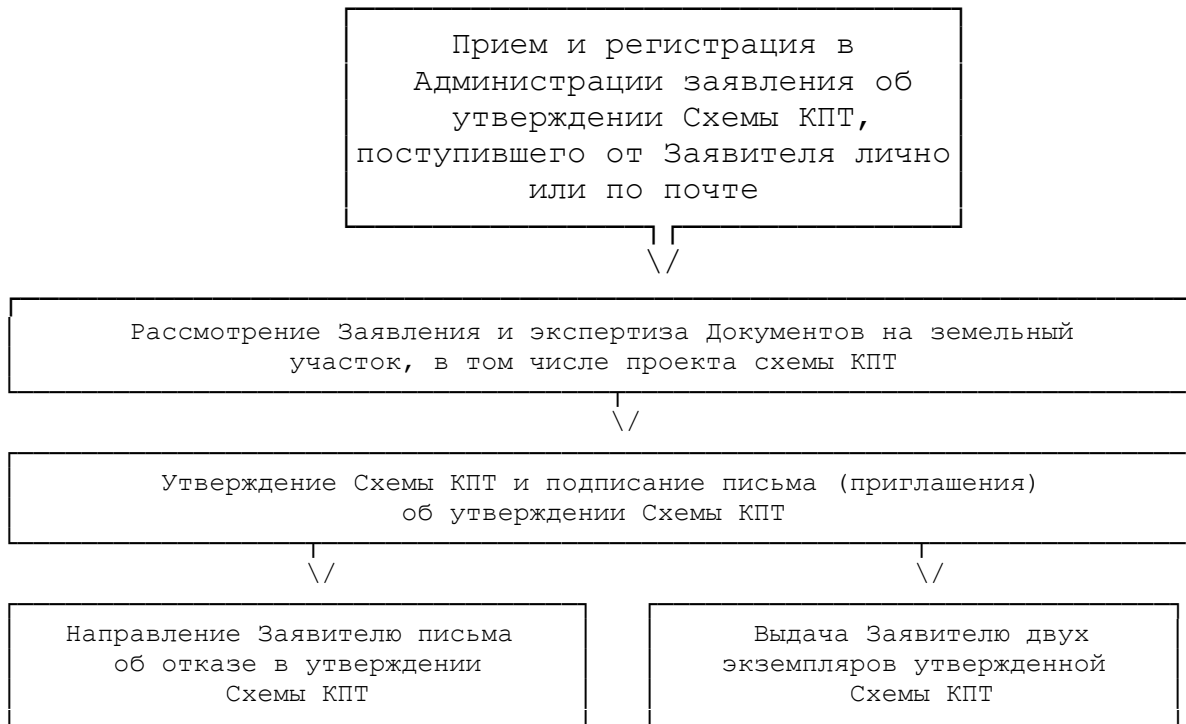 Прием и регистрация в
Администрации заявления об
утверждении Схемы КПТ,
поступившего от Заявителя лично
или по почте
Рассмотрение Заявления и экспертиза Документов на земельный
участок, в том числе проекта схемы КПТ
Утверждение Схемы КПТ и подписание письма (приглашения)
об утверждении Схемы КПТ
Направление Заявителю письма
об отказе в утверждении
Схемы КПТ
Выдача Заявителю двух
экземпляров утвержденной
Схемы КПТ